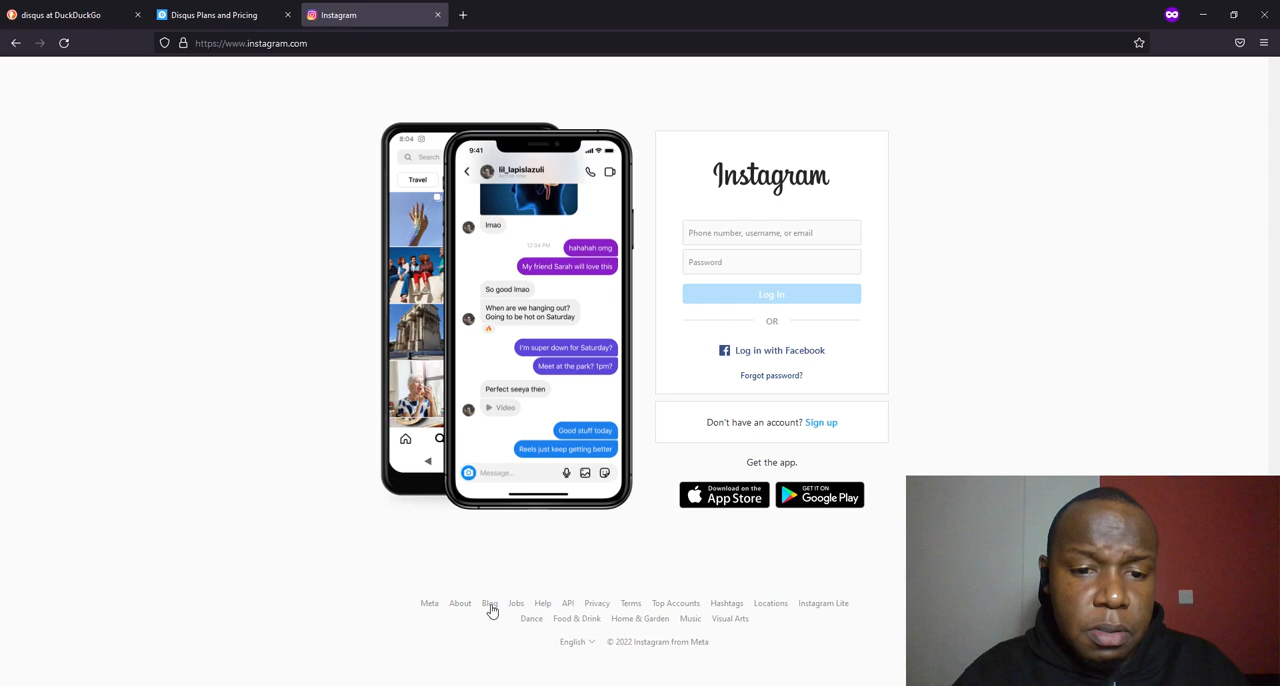 disqus at DuckDuckGo
Disqus Plans and Pricing
Instagram
https://www.instagram.com
8:04
Search
Travel
9:41
lil_lapislazuli
Active now
lmao
12:34 PM
hahahah omg
My friend Sarah will love this
So good lmao
When are we hanging out?
Going to be hot on Saturday
I'm super down for Saturday?
Meet at the park? 1pm?
Perfect seeya then
Video
Good stuff today
Reels just keep getting better
Message...
Instagram
Phone number, username, or email
Password
Log In
OR
Log in with Facebook
Forgot password?
Don't have an account? Sign up
Get the app.
Download on the
App Store
GET IT ON
Google Play
Meta About Blog Jobs Help API Privacy Terms Top Accounts Hashtags Locations Instagram Lite
Dance Food & Drink Home & Garden Music Visual Arts
English © 2022 Instagram from Meta